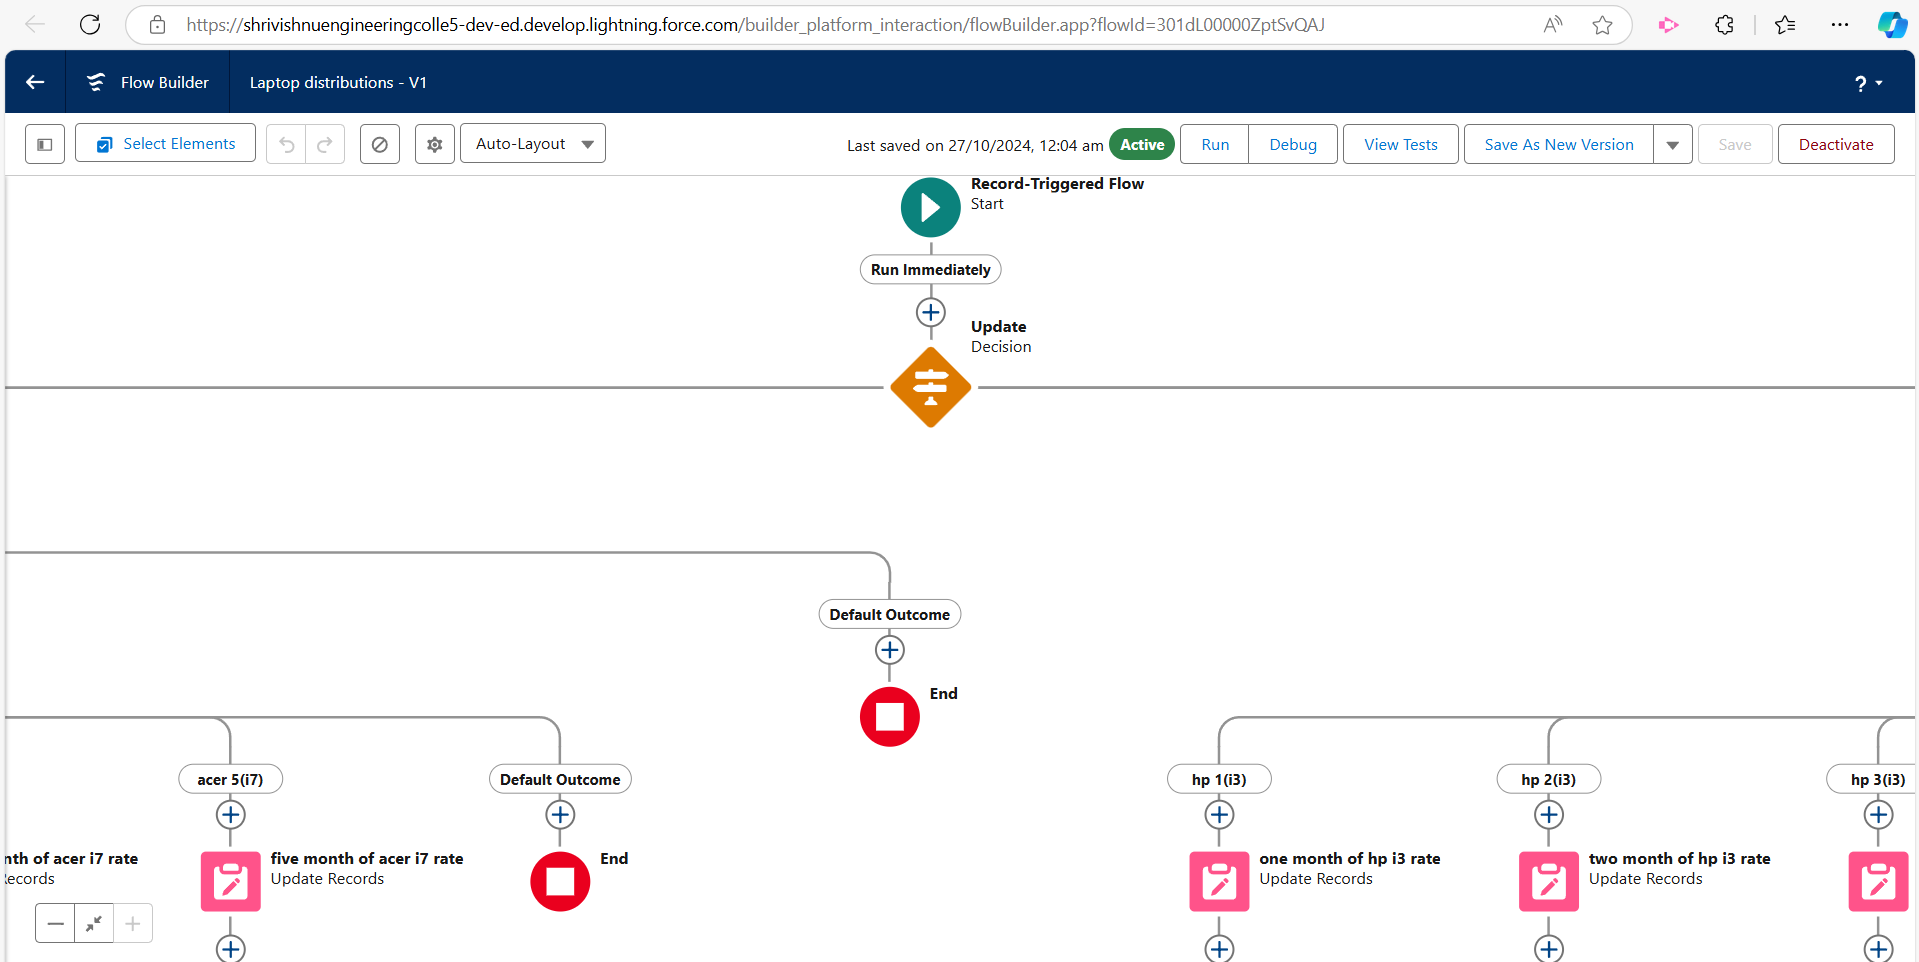 https://shrivishnuengineeringcolle5-dev-ed.develop.lightning.force.com/builder_platform_interaction/flowBuilder.app?flowId=301dL00000ZptSvQAJ
Flow Builder
Laptop distributions - V1
?
Select Elements
Auto-Layout
Last saved on 27/10/2024, 12:04 am
Active
Run
Debug
View Tests
Save As New Version
Save
Deactivate
Record-Triggered Flow
Start
Run Immediately
Update
Decision
Default Outcome
End
acer 5(i7)
Default Outcome
hp 1(i3)
hp 2(i3)
hp 3(i3)
of acer i7 rate
five month of acer i7 rate
Update Records
End
one month of hp i3 rate
Update Records
two month of hp i3 rate
Update Records